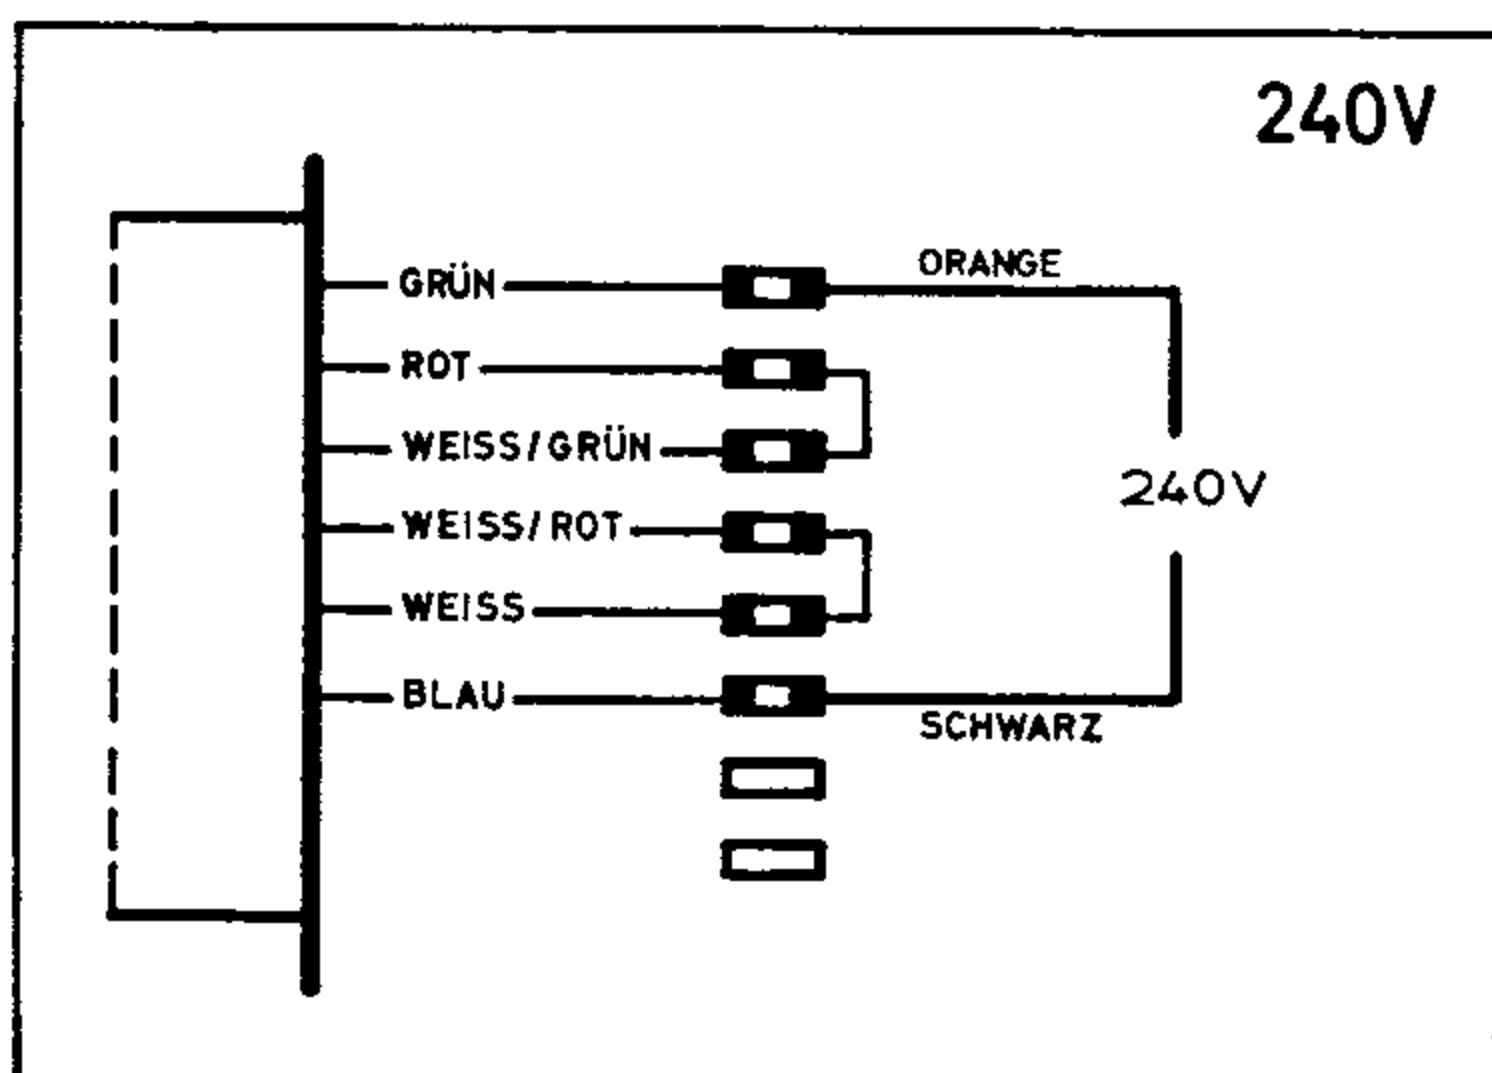 240V
ORANGE
GRÜN
ROT
WEISS/GRÜN
240V
WEISS/ROT
WEISS
BLAU
SCHWARZ